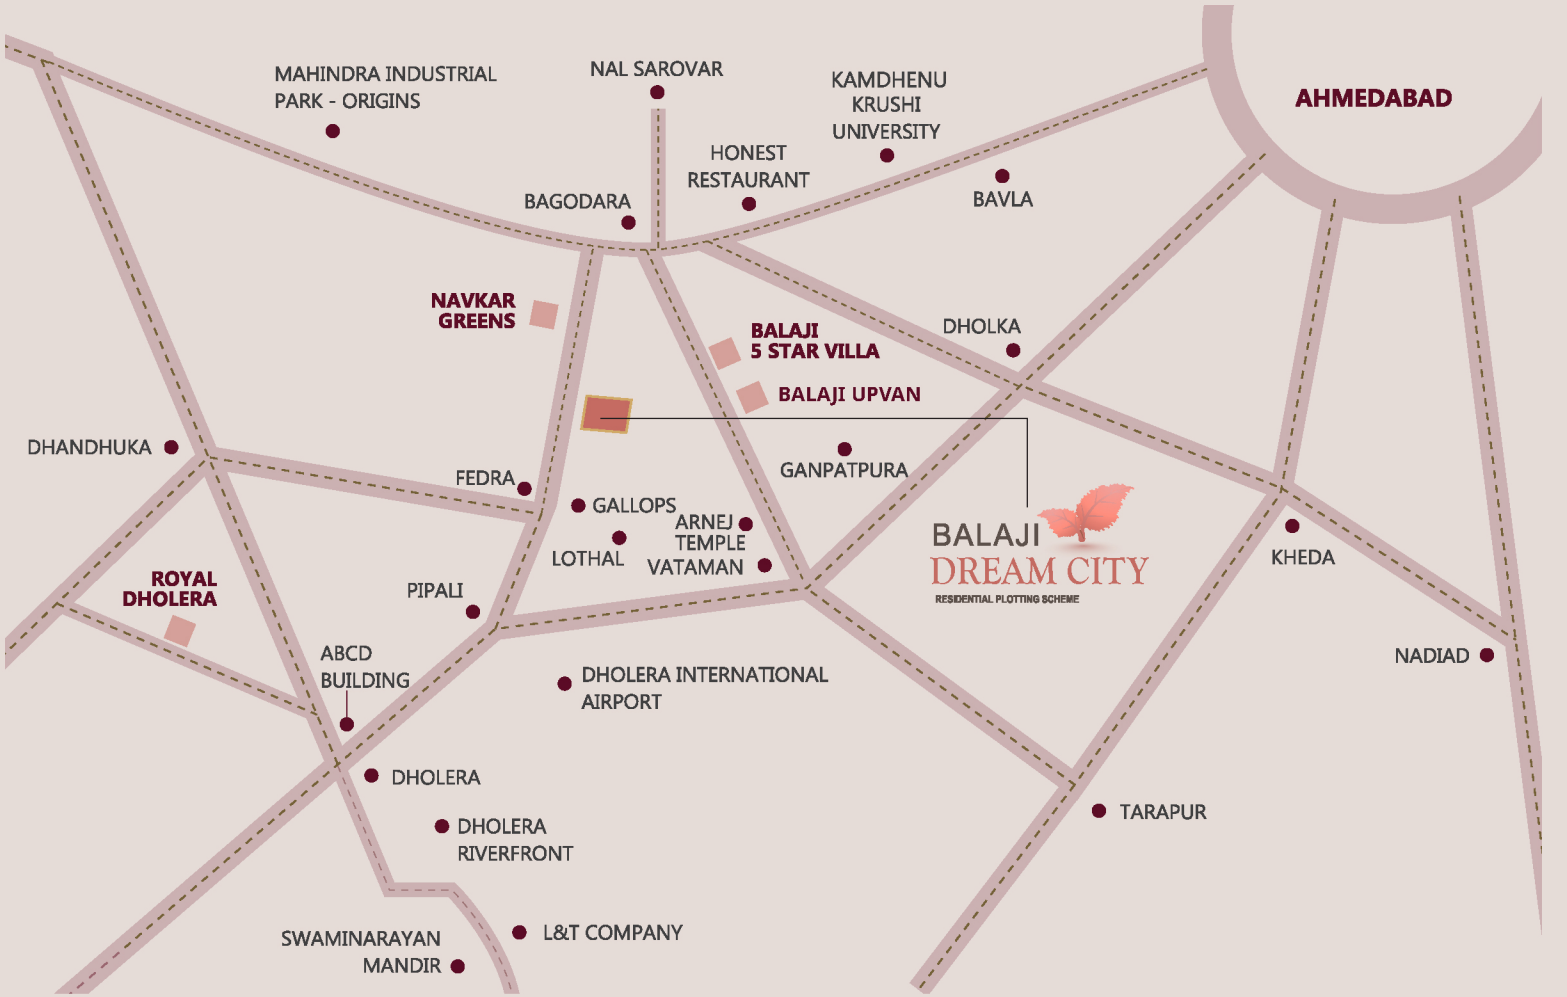 MAHINDRA INDUSTRIAL
PARK - ORIGINS
NAL SAROVAR
KAMDHENU
KRUSHI
UNIVERSITY
AHMEDABAD
HONEST
RESTAURANT
BAGODARA
BAVLA
NAVKAR
GREENS
BALAJI
5 STAR VILLA
DHOLKA
BALAJI UPVAN
DHANDHUKA
FEDRA
GANPATPURA
GALLOPS
LOTHAL
ARNEJ
TEMPLE
VATAMAN
BALAJI
DREAM CITY
RESIDENTIAL PLOTTING SCHEME
KHEDA
ROYAL
DHOLERA
PIPALI
NADIAD
ABCD
BUILDING
DHOLERA INTERNATIONAL
AIRPORT
DHOLERA
TARAPUR
DHOLERA
RIVERFRONT
L&T COMPANY
SWAMINARAYAN
MANDIR